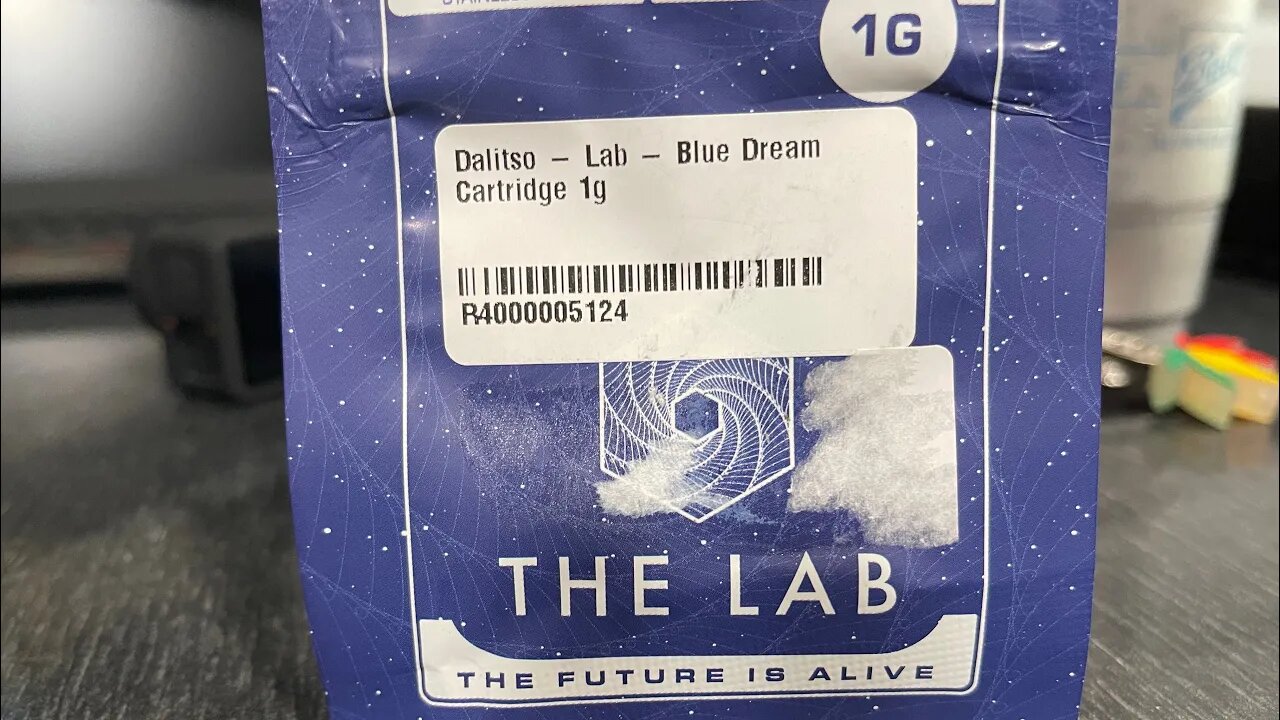 1G
Dalitso – Lab – Blue Dream
Cartridge 1g
R4000005124
THE LAB
THE FUTURE IS ALIVE